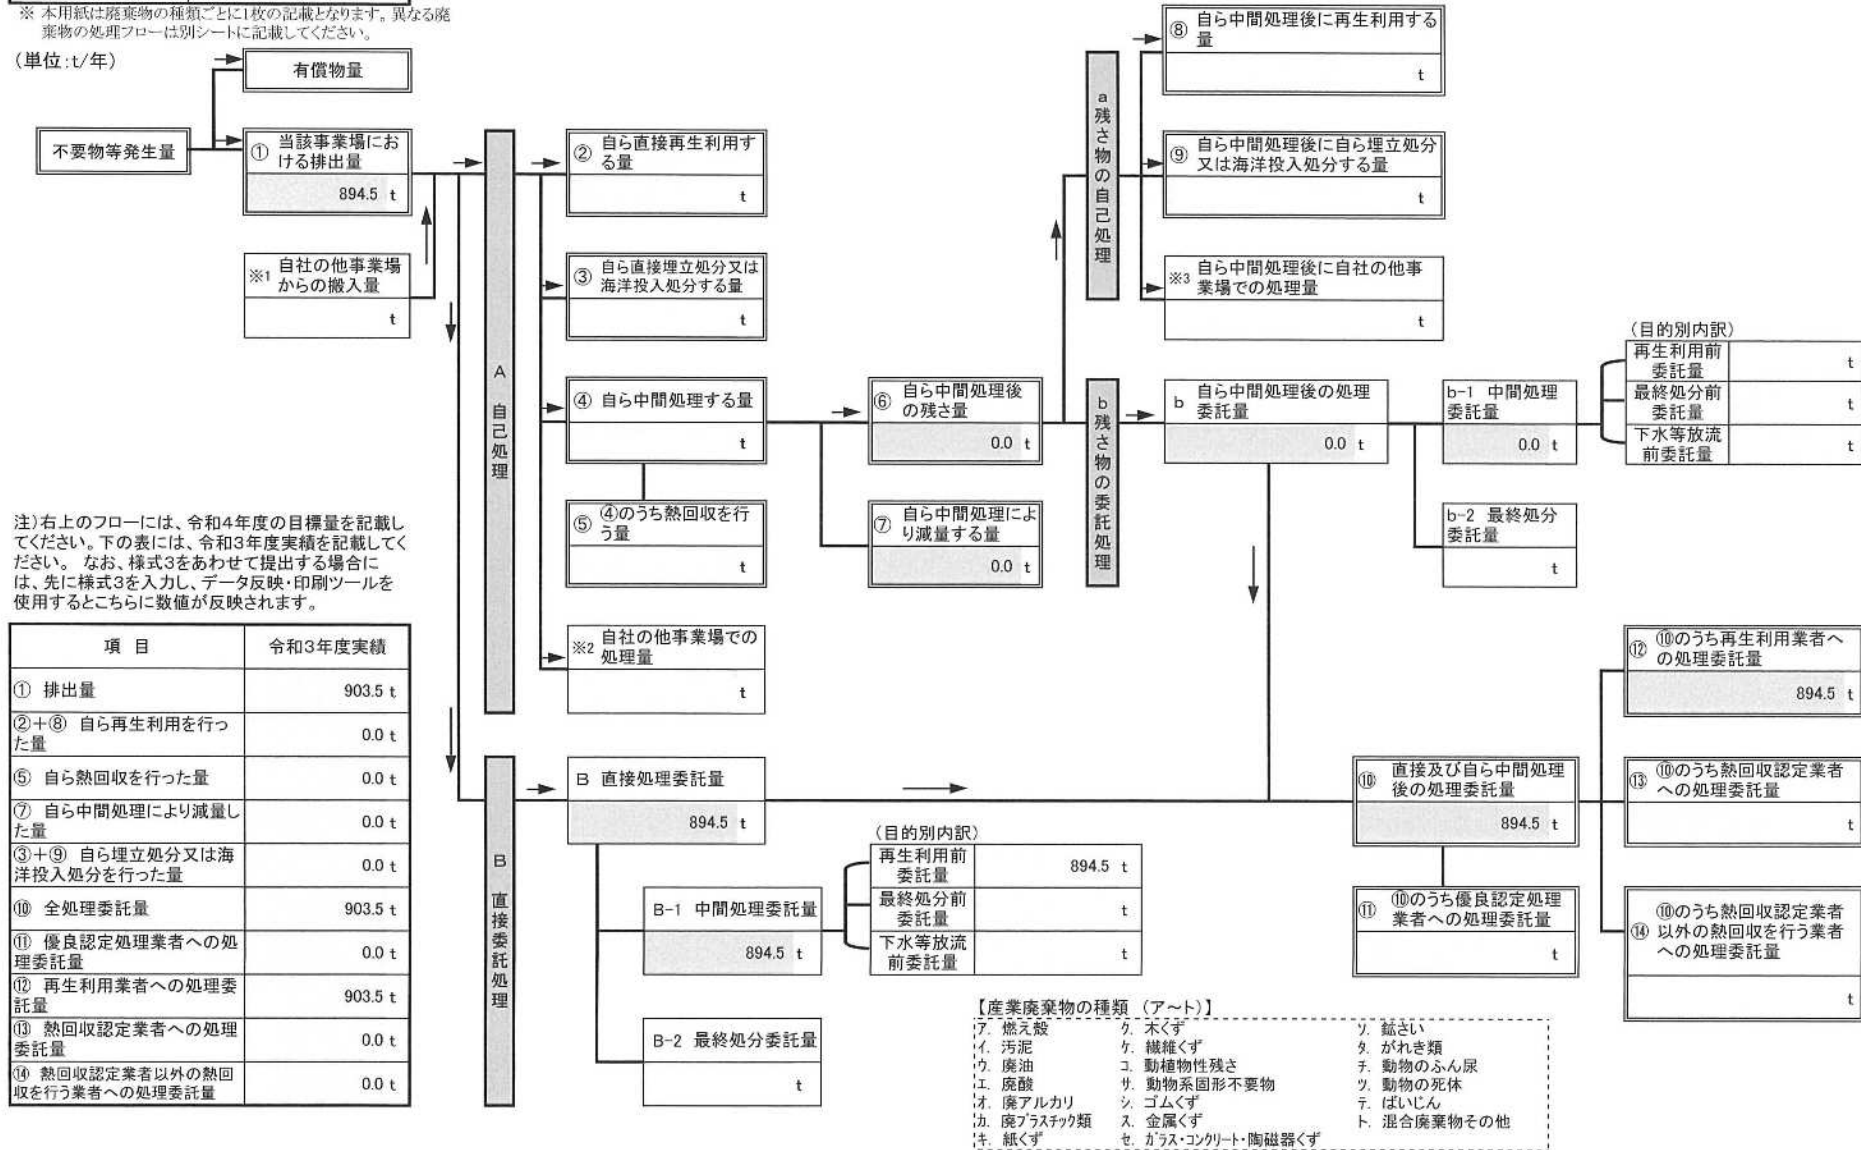 ※ 本用紙は廃棄物の種類ごとに1枚の記載となります。異なる廃
棄物の処理フローは別シートに記載してください。
(単位:t/年)
有償物量
不要物等発生量
① 当該事業場にお
ける排出量
894.5 t
※1 自社の他事業場
からの搬入量
t
A 自己処理
② 自ら直接再生利用す
る量
t
③ 自ら直接埋立処分又は
海洋投入処分する量
t
④ 自ら中間処理する量
t
⑤ ④のうち熱回収を行
う量
t
※2 自社の他事業場での
処理量
t
⑥ 自ら中間処理後
の残さ量
0.0 t
⑦ 自ら中間処理によ
り減量する量
0.0 t
a 残さ物の自己処理
⑧ 自ら中間処理後に再生利用する
量
t
⑨ 自ら中間処理後に自ら埋立処分
又は海洋投入処分する量
t
※3 自ら中間処理後に自社の他事
業場での処理量
t
b 残さ物の委託処理
b 自ら中間処理後の処理
委託量
0.0 t
b-1 中間処理
委託量
0.0 t
(目的別内訳)
再生利用前
委託量
t
最終処分前
委託量
t
下水等放流
前委託量
t
b-2 最終処分
委託量
t
注)右上のフローには、令和4年度の目標量を記載し
てください。下の表には、令和3年度実績を記載してく
ださい。 なお、様式3をあわせて提出する場合に
は、先に様式3を入力し、データ反映・印刷ツールを
使用するとこちらに数値が反映されます。
項 目 令和3年度実績
① 排出量 903.5 t
②+⑧ 自ら再生利用を行っ
た量 0.0 t
⑤ 自ら熱回収を行った量 0.0 t
⑦ 自ら中間処理により減量し
た量 0.0 t
③+⑨ 自ら埋立処分又は海
洋投入処分を行った量 0.0 t
⑩ 全処理委託量 903.5 t
⑪ 優良認定処理業者への処
理委託量 0.0 t
⑫ 再生利用業者への処理委
託量 903.5 t
⑬ 熱回収認定業者への処理
委託量 0.0 t
⑭ 熱回収認定業者以外の熱回
収を行う業者への処理委託量 0.0 t
B 直接委託処理
B 直接処理委託量
894.5 t
B-1 中間処理委託量
894.5 t
(目的別内訳)
再生利用前
委託量
894.5 t
最終処分前
委託量
t
下水等放流
前委託量
t
B-2 最終処分委託量
t
⑩ 直接及び自ら中間処理
後の処理委託量
894.5 t
⑪ ⑩のうち優良認定処理
業者への処理委託量
t
⑫ ⑩のうち再生利用業者へ
の処理委託量
894.5 t
⑬ ⑩のうち熱回収認定業者
への処理委託量
t
⑭ ⑩のうち熱回収認定業者
以外の熱回収を行う業者
への処理委託量
t
【産業廃棄物の種類 (ア~ト)】
ア. 燃え殻 ク. 木くず ソ. 鉱さい
イ. 汚泥 ケ. 繊維くず タ. がれき類
ウ. 廃油 コ. 動植物性残さ チ. 動物のふん尿
エ. 廃酸 サ. 動物系固形不要物 ツ. 動物の死体
オ. 廃アルカリ シ. ゴムくず テ. ばいじん
カ. 廃プラスチック類 ス. 金属くず ト. 混合廃棄物その他
キ. 紙くず セ. ガラス・コンクリート・陶磁器くず